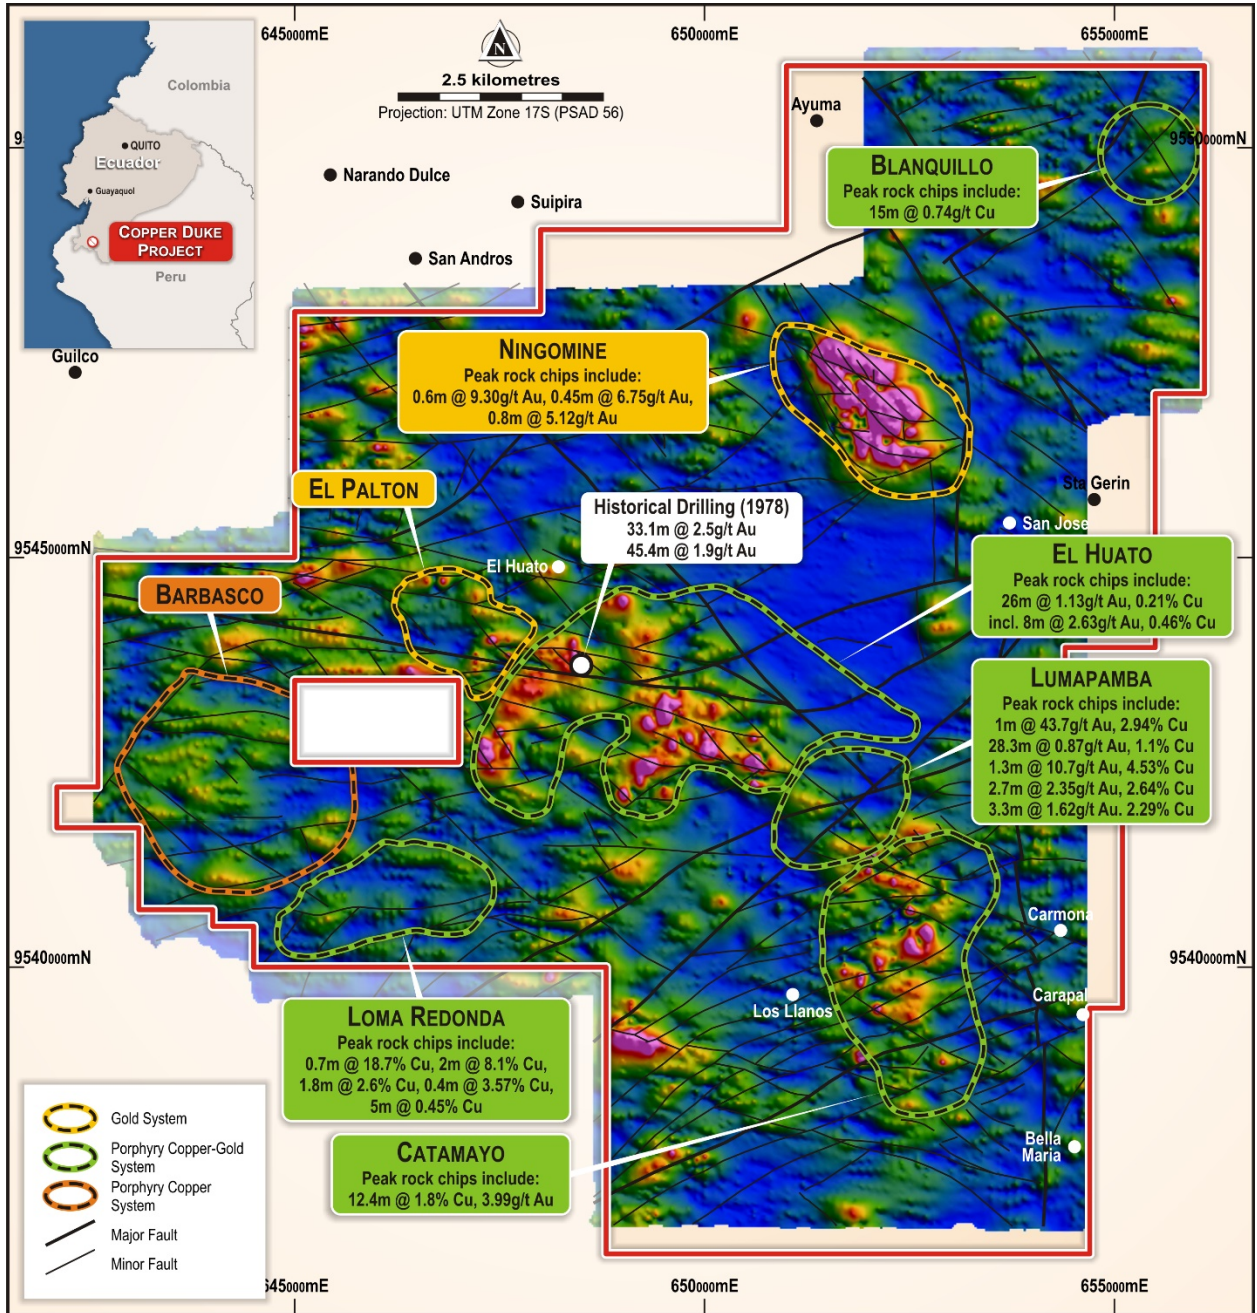 645000mE
650000mE
655000mE
N
2.5 kilometres
Projection: UTM Zone 17S (PSAD 56)
Colombia
QUITO
Ecuador
Guayaquol
COPPER DUKE
PROJECT
Peru
Ayuma
9550000mN
BLANQUILLO
Peak rock chips include:
15m @ 0.74g/t Cu
Narando Dulce
Suipira
San Andros
Guilco
NINGOMINE
Peak rock chips include:
0.6m @ 9.30g/t Au, 0.45m @ 6.75g/t Au,
0.8m @ 5.12g/t Au
EL PALTON
Historical Drilling (1978)
33.1m @ 2.5g/t Au
45.4m @ 1.9g/t Au
Sta Gerin
San Jose
9545000mN
El Huato
EL HUATO
Peak rock chips include:
26m @ 1.13g/t Au, 0.21% Cu
incl. 8m @ 2.63g/t Au, 0.46% Cu
BARBASCO
LUMAPAMBA
Peak rock chips include:
1m @ 43.7g/t Au, 2.94% Cu
28.3m @ 0.87g/t Au, 1.1% Cu
1.3m @ 10.7g/t Au, 4.53% Cu
2.7m @ 2.35g/t Au, 2.64% Cu
3.3m @ 1.62g/t Au. 2.29% Cu
Carmona
9540000mN
9540000mN
Carapal
Los Llanos
LOMA REDONDA
Peak rock chips include:
0.7m @ 18.7% Cu, 2m @ 8.1% Cu,
1.8m @ 2.6% Cu, 0.4m @ 3.57% Cu,
5m @ 0.45% Cu
CATAMAYO
Peak rock chips include:
12.4m @ 1.8% Cu, 3.99g/t Au
Bella
Maria
Gold System
Porphyry Copper-Gold
System
Porphyry Copper
System
Major Fault
Minor Fault
645000mE
650000mE
655000mE